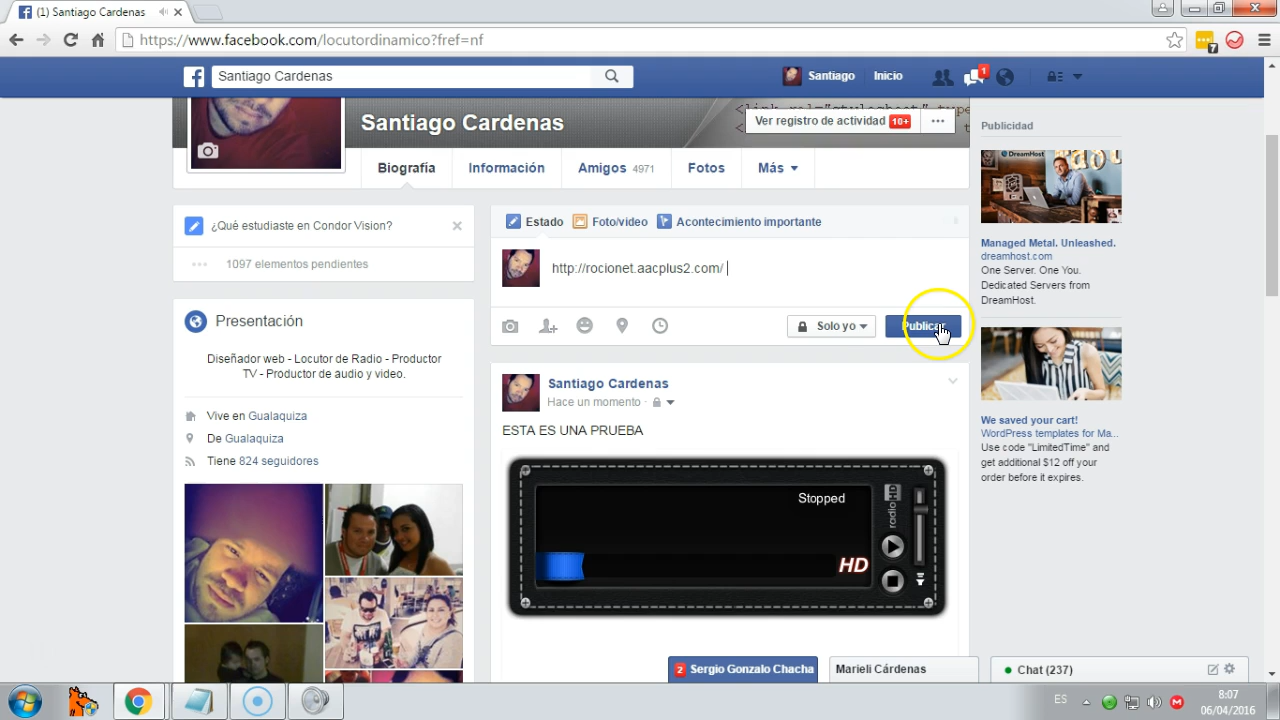 (1) Santiago Cardenas
https://www.facebook.com/locutordinamico?fref=nf
7
Santiago Cardenas
Santiago
Inicio
1
Santiago Cardenas
Ver registro de actividad 10+
Biografía
Información
Amigos 4971
Fotos
Más
¿Qué estudiaste en Condor Vision?
1097 elementos pendientes
Presentación
Diseñador web - Locutor de Radio - Productor
TV - Productor de audio y video.
Vive en Gualaquiza
De Gualaquiza
Tiene 824 seguidores
Estado
Foto/video
Acontecimiento importante
http://rocionet.aacplus2.com/
Solo yo
Publicar
Santiago Cardenas
Hace un momento ·
ESTA ES UNA PRUEBA
Stopped
radioHD
HD
Publicidad
DreamHost
Managed Metal. Unleashed.
dreamhost.com
One Server. One You.
Dedicated Servers from
DreamHost.
We saved your cart!
WordPress templates for Ma...
Use code "LimitedTime" and
get additional $12 off your
order before it expires.
2 Sergio Gonzalo Chacha
Marieli Cárdenas
Chat (237)
ES
8:07
06/04/2016